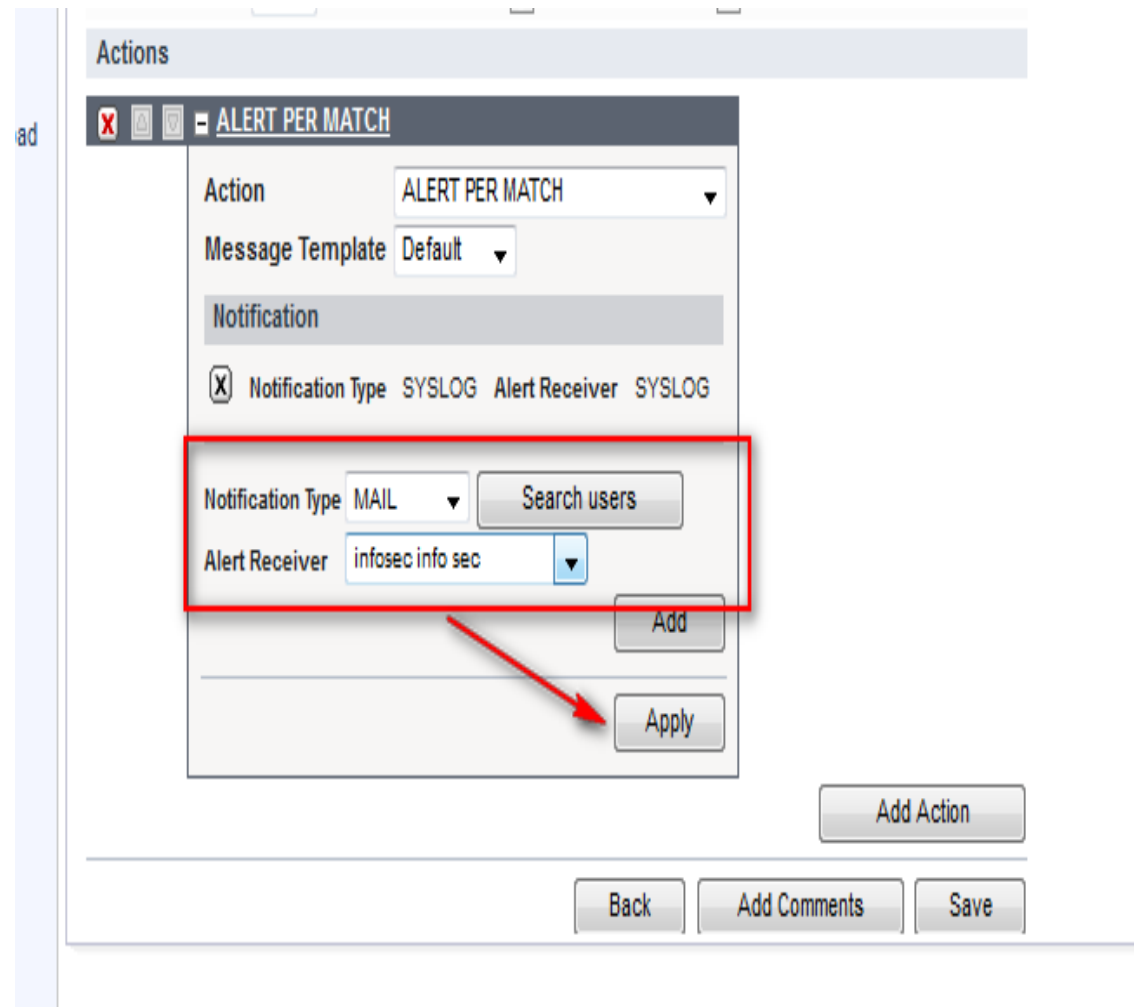 Actions
ad
X ALERT PER MATCH
Action ALERT PER MATCH
Message Template Default
Notification
X Notification Type SYSLOG Alert Receiver SYSLOG
Notification Type MAIL Search users
Alert Receiver infosec info sec
Add
Apply
Add Action
Back Add Comments Save